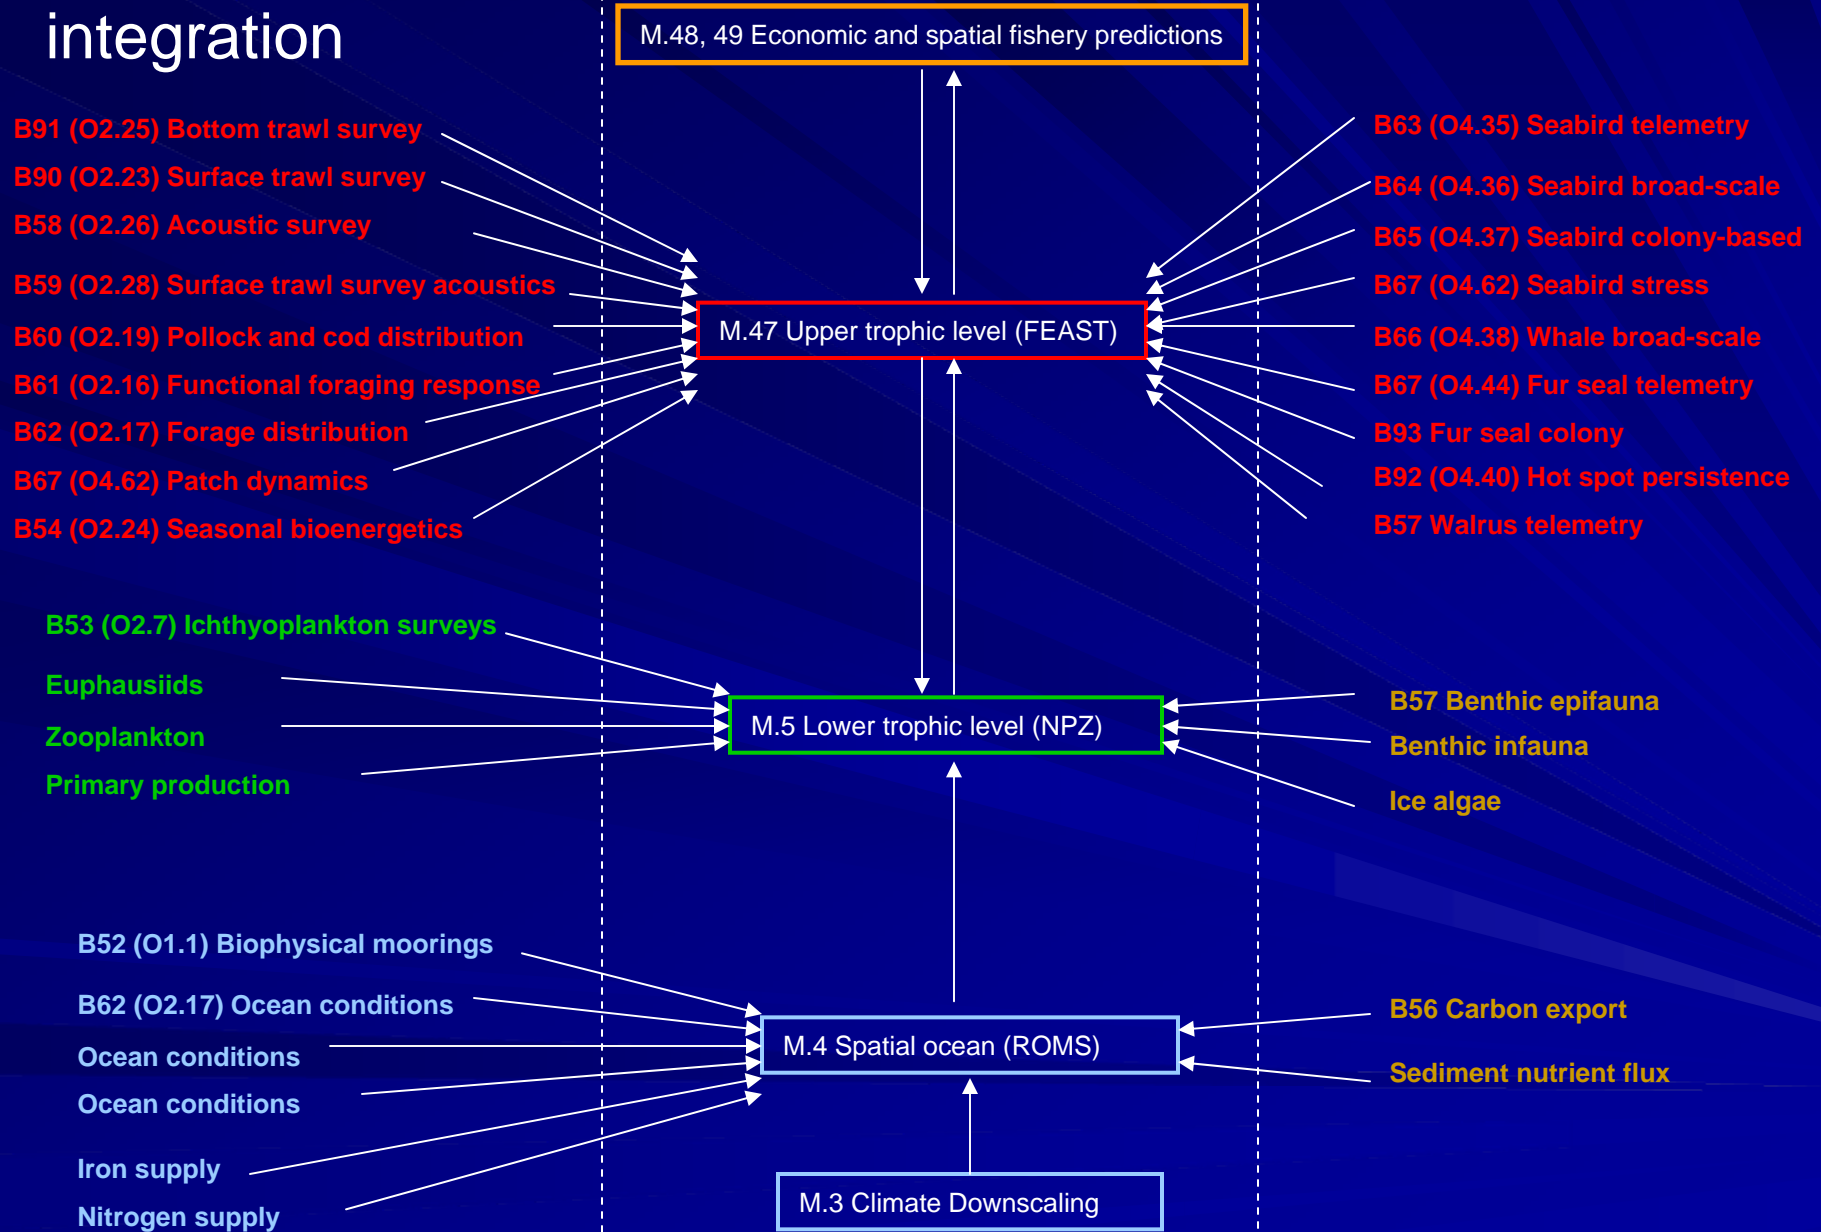 integration
M.48, 49 Economic and spatial fishery predictions
B91 (O2.25) Bottom trawl survey
B90 (O2.23) Surface trawl survey
B58 (O2.26) Acoustic survey
B59 (O2.28) Surface trawl survey acoustics
B60 (O2.19) Pollock and cod distribution
B61 (O2.16) Functional foraging response
B62 (O2.17) Forage distribution
B67 (O4.62) Patch dynamics
B54 (O2.24) Seasonal bioenergetics
M.47 Upper trophic level (FEAST)
B63 (O4.35) Seabird telemetry
B64 (O4.36) Seabird broad-scale
B65 (O4.37) Seabird colony-based
B67 (O4.62) Seabird stress
B66 (O4.38) Whale broad-scale
B67 (O4.44) Fur seal telemetry
B93 Fur seal colony
B92 (O4.40) Hot spot persistence
B57 Walrus telemetry
B53 (O2.7) Ichthyoplankton surveys
Euphausiids
Zooplankton
Primary production
M.5 Lower trophic level (NPZ)
B57 Benthic epifauna
Benthic infauna
Ice algae
B52 (O1.1) Biophysical moorings
B62 (O2.17) Ocean conditions
Ocean conditions
Ocean conditions
Iron supply
Nitrogen supply
M.4 Spatial ocean (ROMS)
B56 Carbon export
Sediment nutrient flux
M.3 Climate Downscaling